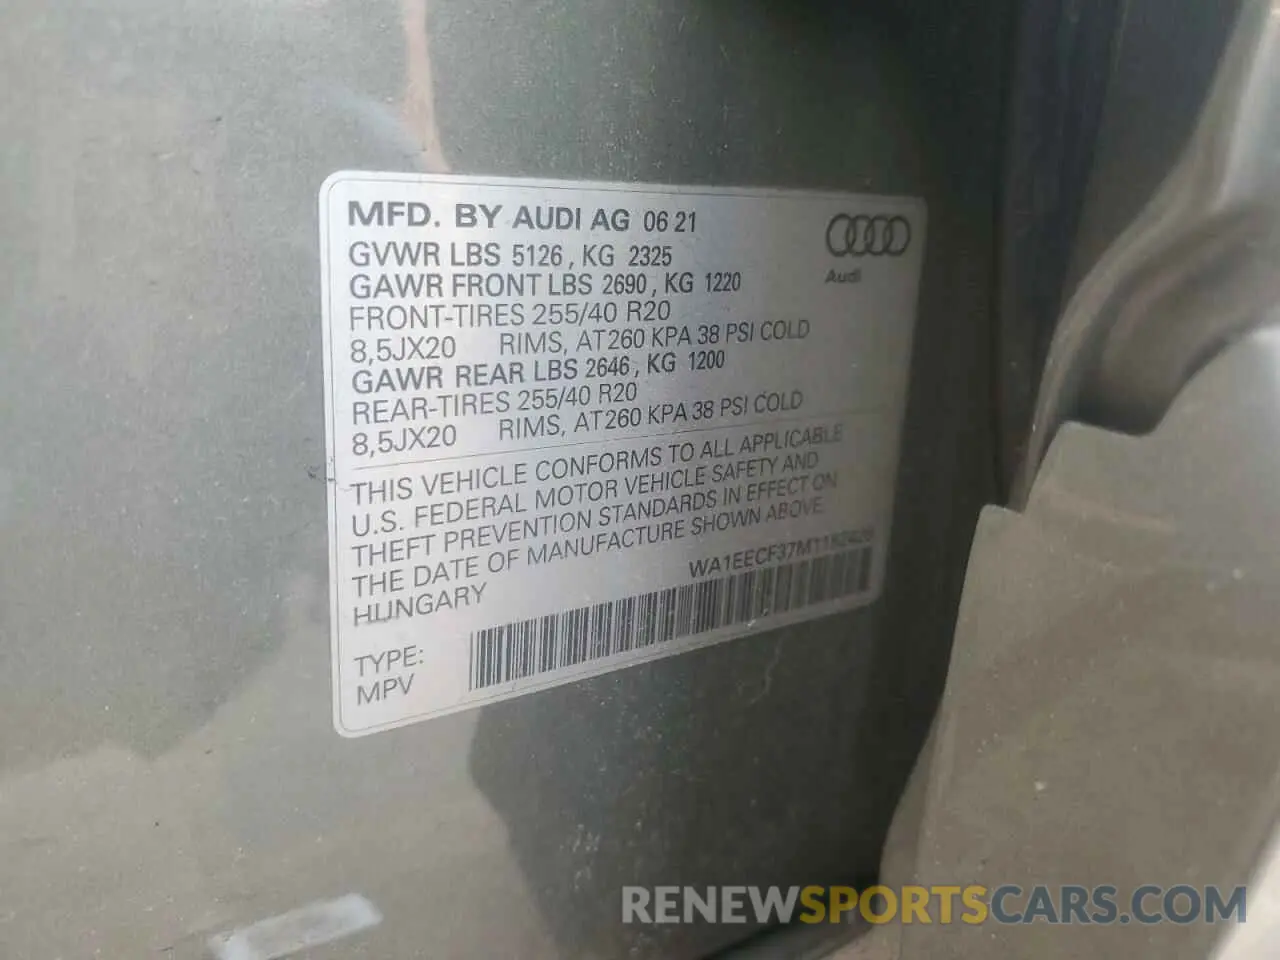 MFD. BY AUDI AG 06 21
GVWR LBS 5126, KG 2325
GAWR FRONT LBS 2690, KG 1220
FRONT-TIRES 255/40 R20
8,5JX20 RIMS, AT 260 KPA 38 PSI COLD
GAWR REAR LBS 2646, KG 1200
REAR-TIRES 255/40 R20
8,5JX20 RIMS, AT 260 KPA 38 PSI COLD
Audi
THIS VEHICLE CONFORMS TO ALL APPLICABLE
U.S. FEDERAL MOTOR VEHICLE SAFETY AND
THEFT PREVENTION STANDARDS IN EFFECT ON
THE DATE OF MANUFACTURE SHOWN ABOVE.
HUNGARY
TYPE:
MPV
RENEWSPORTSCARS.COM